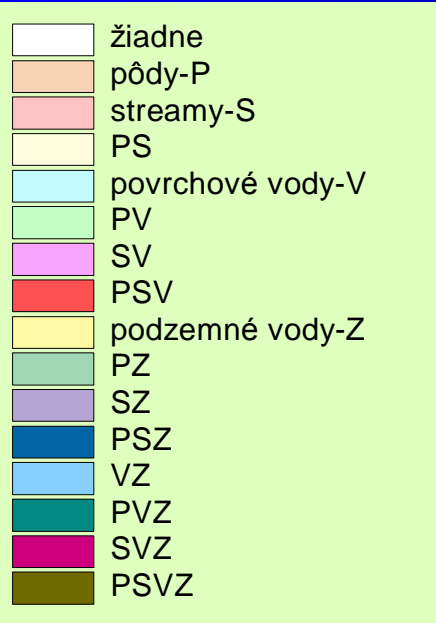 žiadne
pôdy-P
streamy-S
PS
povrchové vody-V
PV
SV
PSV
podzemné vody-Z
PZ
SZ
PSZ
VZ
PVZ
SVZ
PSVZ